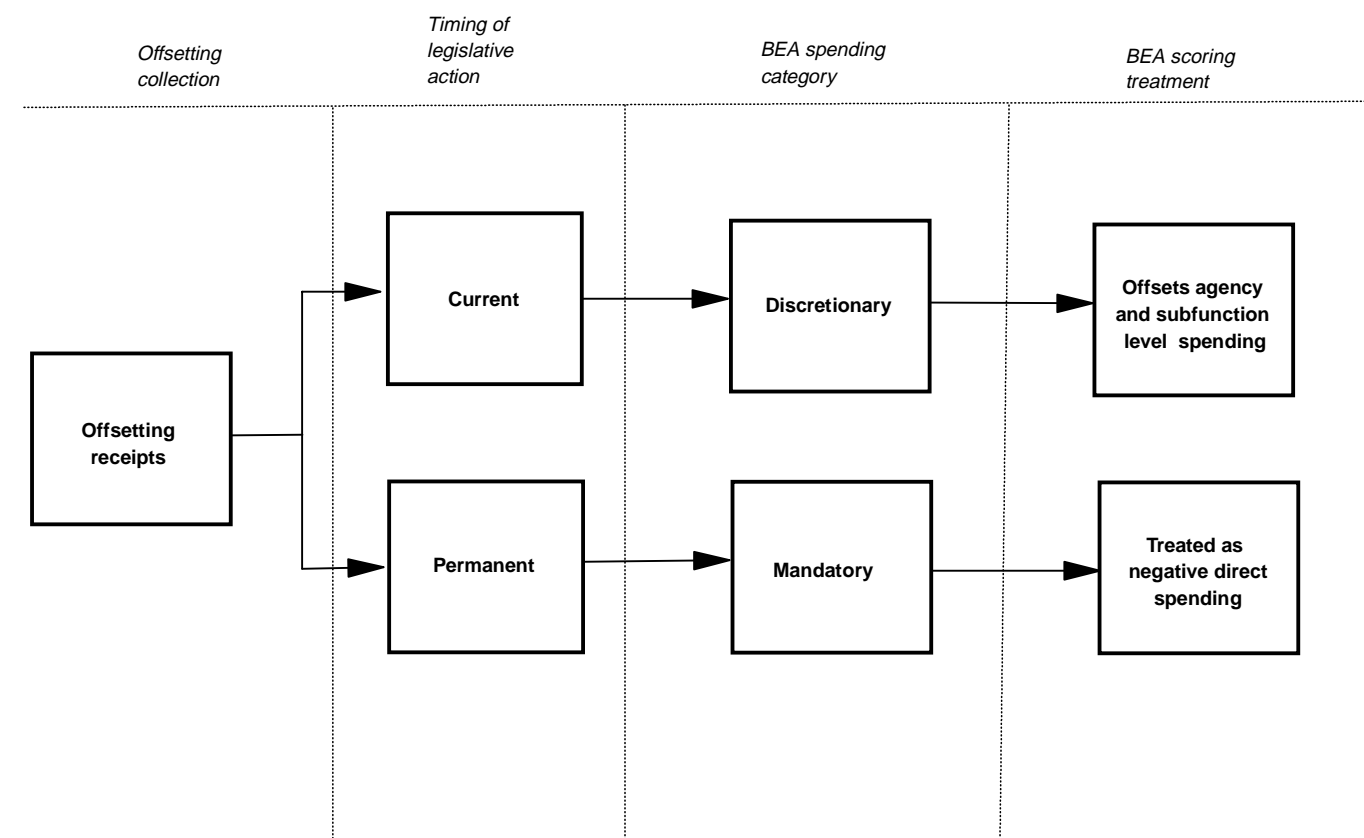 Offsetting
collection
Timing of
legislative
action
BEA spending
category
BEA scoring
treatment
Offsetting
receipts
Current
Discretionary
Offsets agency
and subfunction
level spending
Permanent
Mandatory
Treated as
negative direct
spending